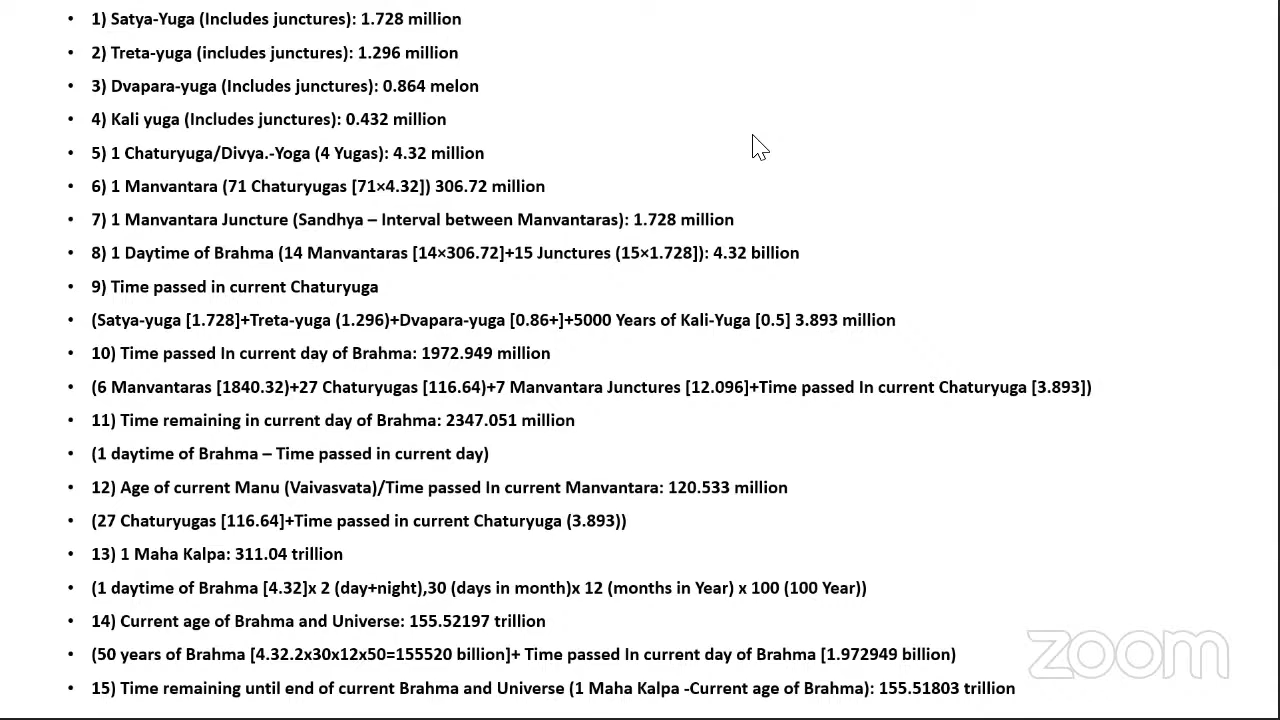 • 1) Satya-Yuga (Includes junctures): 1.728 million
• 2) Treta-yuga (includes junctures): 1.296 million
• 3) Dvapara-yuga (Includes junctures): 0.864 melon
• 4) Kali yuga (Includes junctures): 0.432 million
• 5) 1 Chaturyuga/Divya.-Yoga (4 Yugas): 4.32 million
• 6) 1 Manvantara (71 Chaturyugas [71×4.32]) 306.72 million
• 7) 1 Manvantara Juncture (Sandhya – Interval between Manvantaras): 1.728 million
• 8) 1 Daytime of Brahma (14 Manvantaras [14×306.72]+15 Junctures (15×1.728]): 4.32 billion
• 9) Time passed in current Chaturyuga
• (Satya-yuga [1.728]+Treta-yuga (1.296)+Dvapara-yuga [0.86+]+5000 Years of Kali-Yuga [0.5] 3.893 million
• 10) Time passed In current day of Brahma: 1972.949 million
• (6 Manvantaras [1840.32)+27 Chaturyugas [116.64)+7 Manvantara Junctures [12.096]+Time passed In current Chaturyuga [3.893])
• 11) Time remaining in current day of Brahma: 2347.051 million
• (1 daytime of Brahma – Time passed in current day)
• 12) Age of current Manu (Vaivasvata)/Time passed In current Manvantara: 120.533 million
• (27 Chaturyugas [116.64]+Time passed in current Chaturyuga (3.893))
• 13) 1 Maha Kalpa: 311.04 trillion
• (1 daytime of Brahma [4.32]x 2 (day+night),30 (days in month)x 12 (months in Year) x 100 (100 Year))
• 14) Current age of Brahma and Universe: 155.52197 trillion
• (50 years of Brahma [4.32.2x30x12x50=155520 billion]+ Time passed In current day of Brahma [1.972949 billion)
• 15) Time remaining until end of current Brahma and Universe (1 Maha Kalpa -Current age of Brahma): 155.51803 trillion
zoom